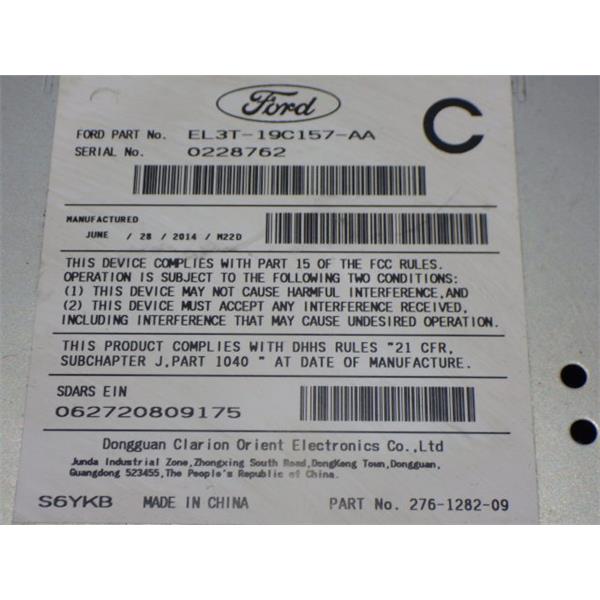 Ford
C
FORD PART No. EL3T-19C157-AA
SERIAL No. 0228762
MANUFACTURED
JUNE / 28 / 2014 / M22D
THIS DEVICE COMPLIES WITH PART 15 OF THE FCC RULES.
OPERATION IS SUBJECT TO THE FOLLOWING TWO CONDITIONS:
(1) THIS DEVICE MAY NOT CAUSE HARMFUL INTERFERENCE,AND
(2) THIS DEVICE MUST ACCEPT ANY INTERFERENCE RECEIVED,
INCLUDING INTERFERENCE THAT MAY CAUSE UNDESIRED OPERATION.
THIS PRODUCT COMPLIES WITH DHHS RULES "21 CFR,
SUBCHAPTER J,PART 1040 " AT DATE OF MANUFACTURE.
SDARS EIN
062720809175
Dongguan Clarion Orient Electronics Co.,Ltd
Junda Industrial Zone,Zhongxing South Road,DongKeng Town,Dongguan,
Guangdong 523455,The People's Republic of China.
S6YKB MADE IN CHINA PART No. 276-1282-09